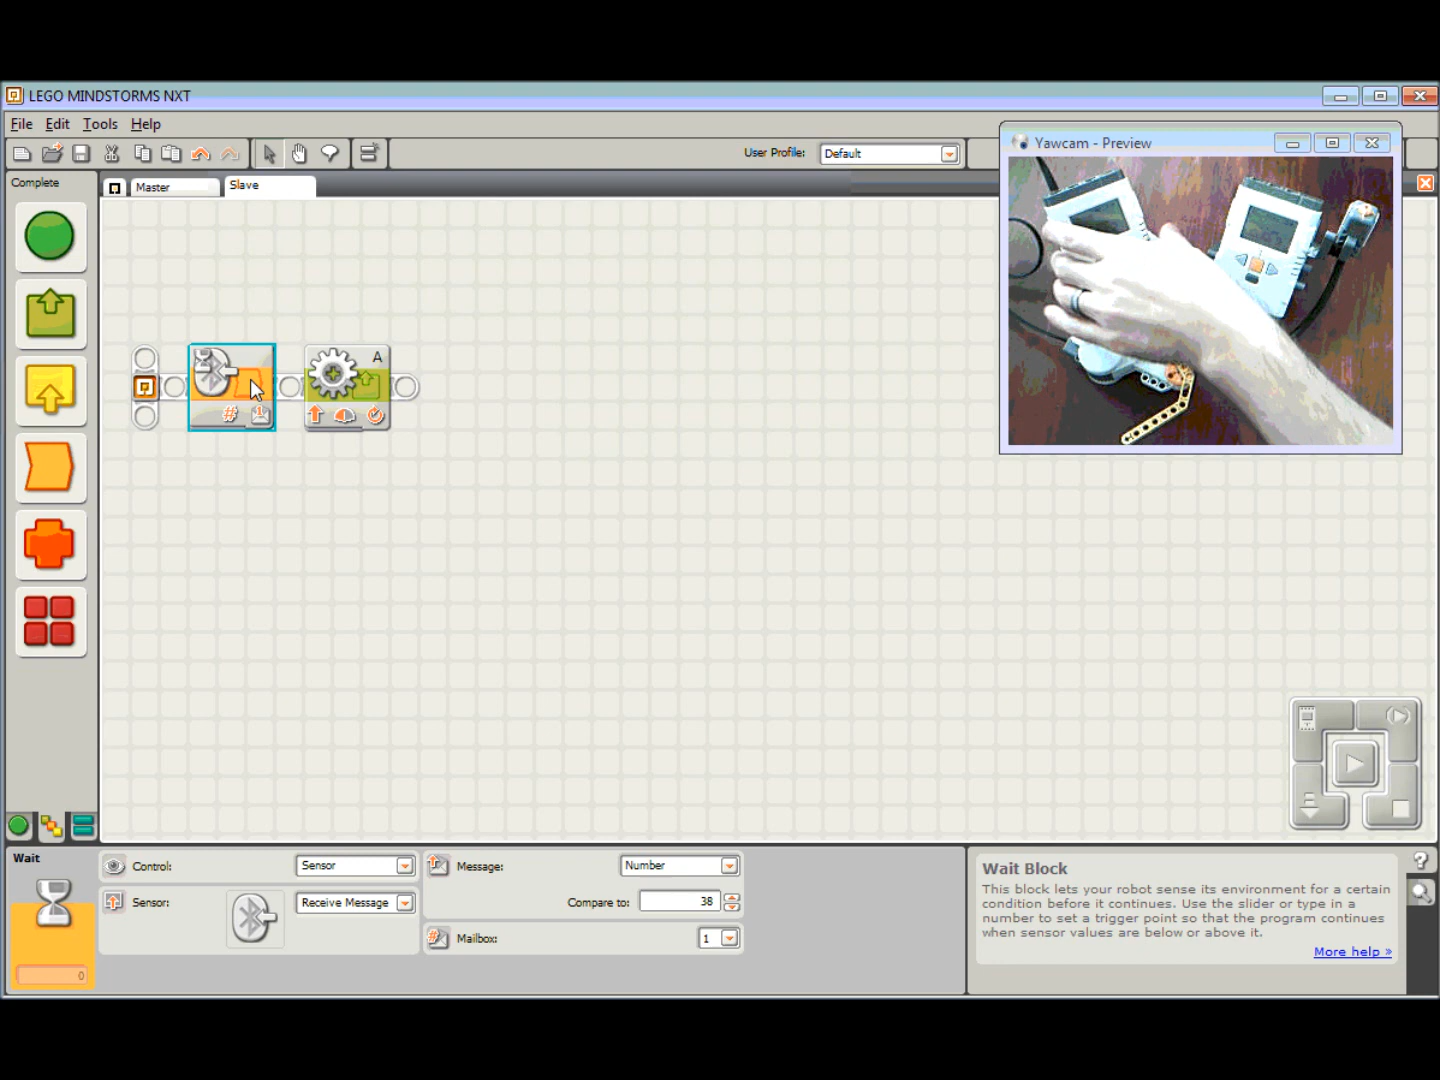 LEGO MINDSTORMS NXT
File Edit Tools Help
User Profile: Default
Yawcam - Preview
Complete
Master
Slave
A
#
1
Wait
0
Control: Sensor
Sensor: Receive Message
Message: Number
Compare to: 38
Mailbox: 1
Wait Block
This block lets your robot sense its environment for a certain
condition before it continues. Use the slider or type in a
number to set a trigger point so that the program continues
when sensor values are below or above it.
More help »
?